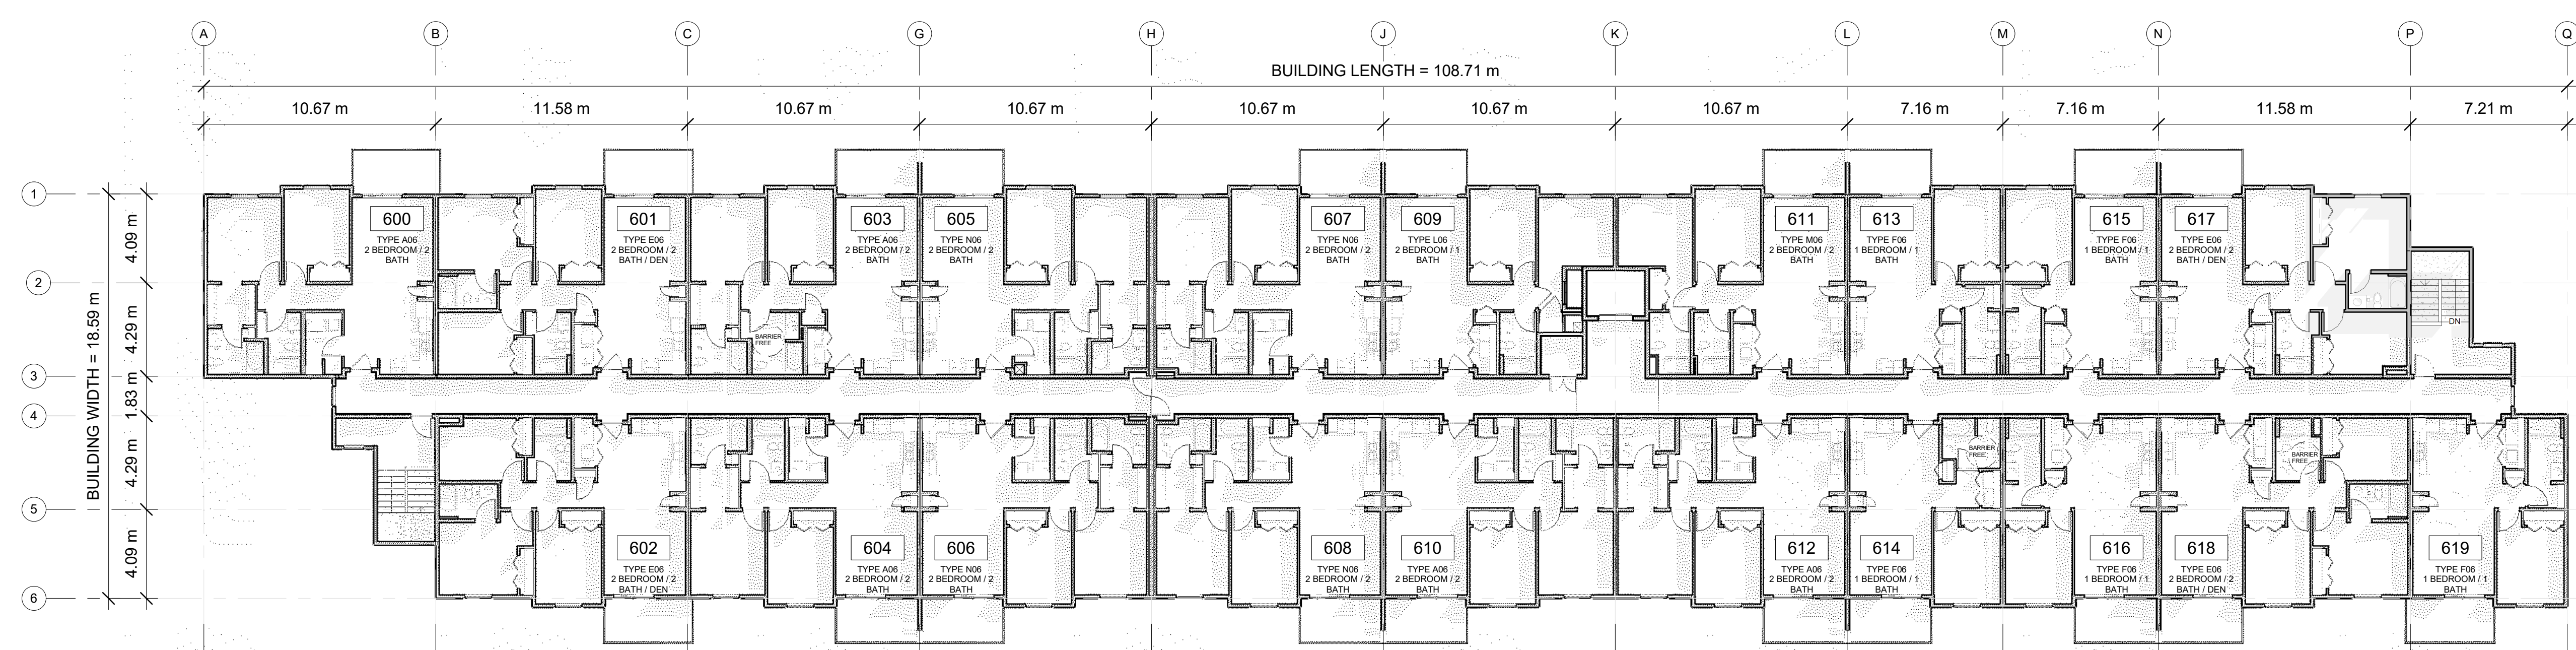 A B C G H J K L M N P Q
BUILDING LENGTH = 108.71 m
10.67 m 11.58 m 10.67 m 10.67 m 10.67 m 10.67 m 10.67 m 7.16 m 7.16 m 11.58 m 7.21 m
1
2
3
4
5
6
BUILDING WIDTH = 18.59 m
4.09 m
4.29 m
1.83 m
4.29 m
4.09 m
600
TYPE A06
2 BEDROOM / 2
BATH
601
TYPE E06
2 BEDROOM / 2
BATH / DEN
603
TYPE A06
2 BEDROOM / 2
BATH
605
TYPE N06
2 BEDROOM / 2
BATH
607
TYPE N06
2 BEDROOM / 2
BATH
609
TYPE L06
2 BEDROOM / 1
BATH
611
TYPE M06
2 BEDROOM / 2
BATH
613
TYPE F06
1 BEDROOM / 1
BATH
615
TYPE F06
1 BEDROOM / 1
BATH
617
TYPE E06
2 BEDROOM / 2
BATH / DEN
BARRIER
FREE
DN
BARRIER
FREE
BARRIER
FREE
602
TYPE E06
2 BEDROOM / 2
BATH / DEN
604
TYPE A06
2 BEDROOM / 2
BATH
606
TYPE N06
2 BEDROOM / 2
BATH
608
TYPE N06
2 BEDROOM / 2
BATH
610
TYPE A06
2 BEDROOM / 2
BATH
612
TYPE A06
2 BEDROOM / 2
BATH
614
TYPE F06
1 BEDROOM / 1
BATH
616
TYPE F06
1 BEDROOM / 1
BATH
618
TYPE E06
2 BEDROOM / 2
BATH / DEN
619
TYPE F06
1 BEDROOM / 1
BATH